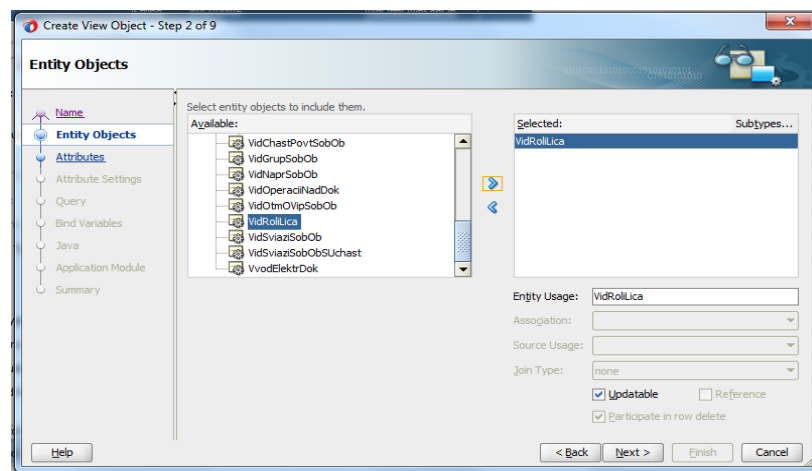 Create View Object - Step 2 of 9
Entity Objects
Name
Entity Objects
Attributes
Attribute Settings
Query
Bind Variables
Java
Application Module
Summary
Select entity objects to include them.
Available:
VidChastPovtSobOb
VidGrupSobOb
VidNaprSobOb
VidOperaciiNadDok
VidOtmOVipSobOb
VidRoliLica
VidSviaziSobOb
VidSviaziSobObSUchast
VvodElektrDok
Selected: Subtypes...
VidRoliLica
Entity Usage: VidRoliLica
Association:
Source Usage:
Join Type: none
Updatable Reference
Participate in row delete
Help < Back Next > Finish Cancel